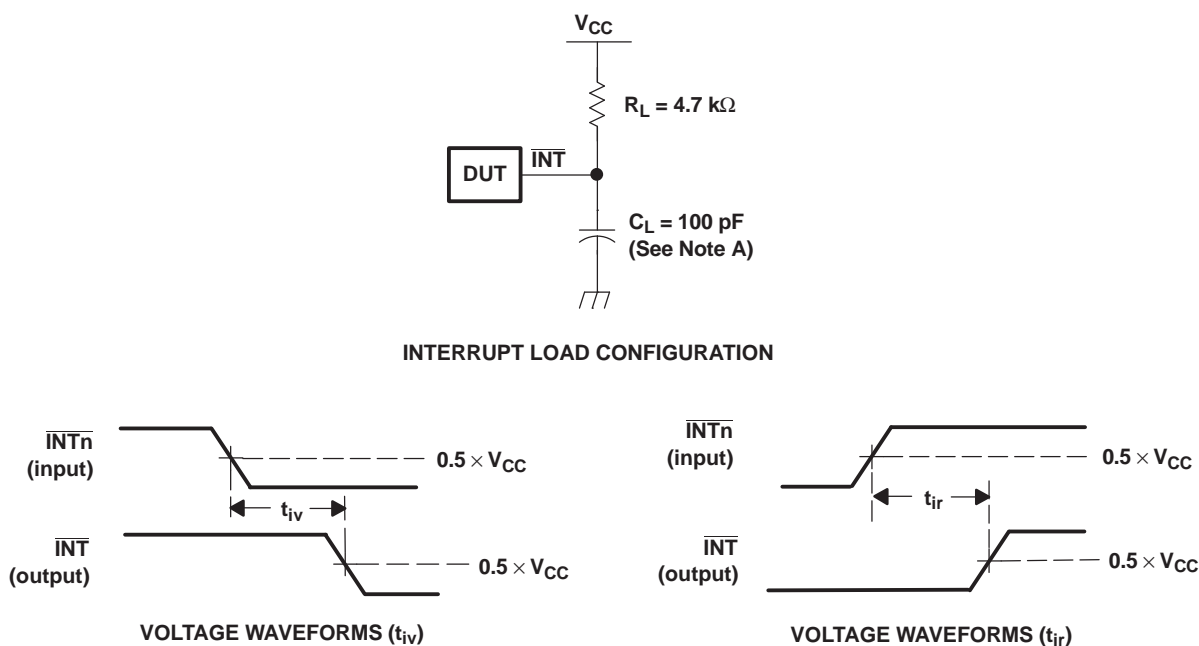 VCC
RL = 4.7 kΩ
DUT
INT
CL = 100 pF
(See Note A)
INTERRUPT LOAD CONFIGURATION
INTn
(input)
0.5 × VCC
tiv
INT
(output)
0.5 × VCC
VOLTAGE WAVEFORMS (tiv)
INTn
(input)
0.5 × VCC
tir
INT
(output)
0.5 × VCC
VOLTAGE WAVEFORMS (tir)